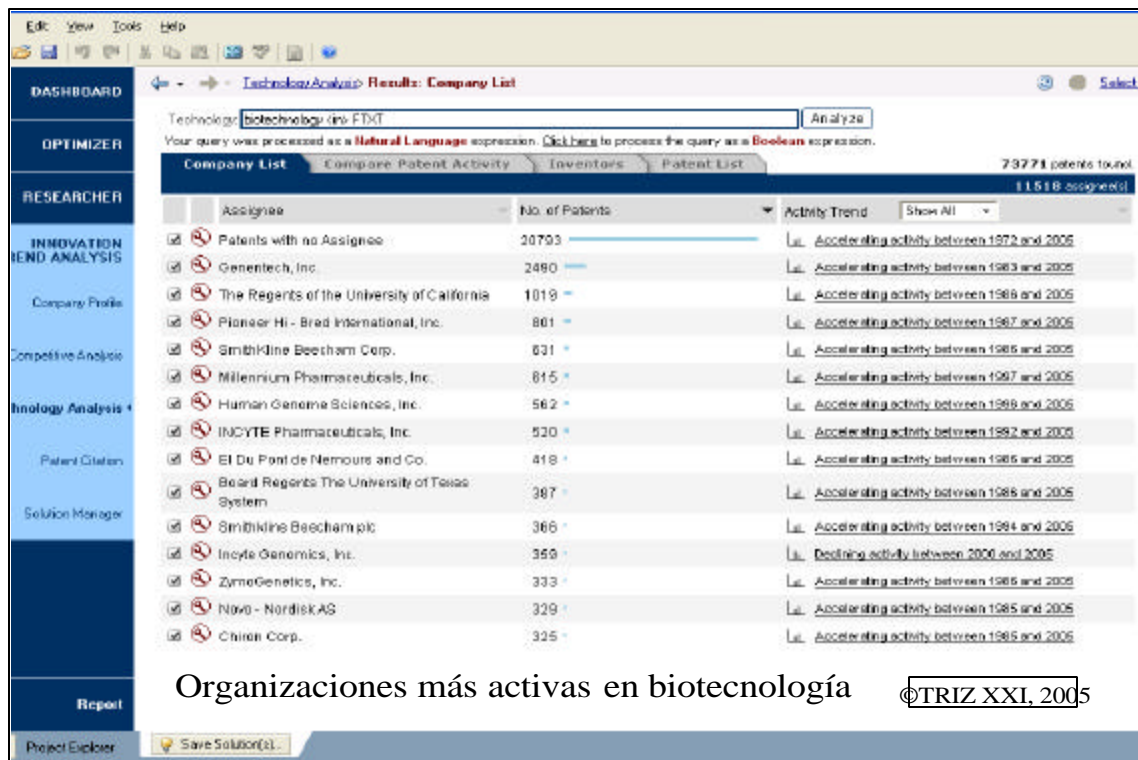 Edit View Tools Help
DASHBOARD
Technology Analysis> Results: Company List
Select
Technology: biotechnology <in> FTXT
Analyze
OPTIMIZER
Your query was processed as a Natural Language expression. Click here to process the query as a Boolean expression.
Company List Compare Patent Activity Inventors Patent List
73771 patents found.
11518 assignee(s)
RESEARCHER
Assignee No. of Patents Activity Trend Show All
INNOVATION
END ANALYSIS
Company Profile
Competitive Analysis
hnology Analysis
Patent Citation
Solution Manager
Patents with no Assignee 20793 Accelerating activity between 1972 and 2005
Genentech, Inc. 2490 Accelerating activity between 1983 and 2005
The Regents of the University of California 1019 Accelerating activity between 1986 and 2005
Pioneer Hi - Bred International, Inc. 801 Accelerating activity between 1987 and 2005
SmithKline Beecham Corp. 631 Accelerating activity between 1985 and 2005
Millennium Pharmaceuticals, Inc. 615 Accelerating activity between 1997 and 2005
Human Genome Sciences, Inc. 562 Accelerating activity between and 2005
INCYTE Pharmaceuticals, Inc. 520 Accelerating activity between 1992 and 2005
EI Du Pont de Nemours and Co. 418 Accelerating activity between 1985 and 2005
Board Regents The University of Texas
System
387 Accelerating activity between 1986 and 2005
Smithkline Beecham plc 366 Accelerating activity between 1984 and 2005
Incyte Genomics, Inc. 359 Declining activity between 2000 and 2005
ZymoGenetics, Inc. 333 Accelerating activity between 1986 and 2005
Novo - Nordisk AS 329 Accelerating activity between 1985 and 2005
Chiron Corp. 325 Accelerating activity between 1985 and 2005
Organizaciones más activas en biotecnología
©TRIZ XXI, 2005
Report
Project Explorer
Save Solution(s)...